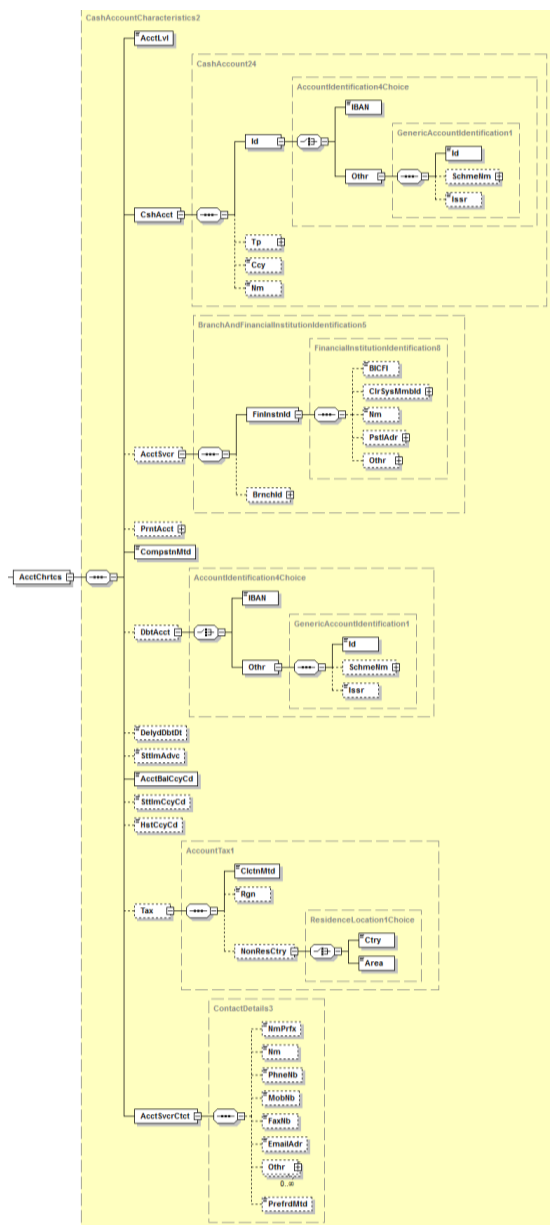 CashAccountCharacteristics2
AcctLvl
CashAccount24
AccountIdentification4Choice
IBAN
GenericAccountIdentification1
Id
Id
Othr
SchmeNm
Issr
CshAcct
Tp
Ccy
Nm
BranchAndFinancialInstitutionIdentification5
FinancialInstitutionIdentification8
BICFI
ClrSysMmbId
FinInstnId
Nm
PstlAdr
AcctSvcr
Othr
BrnchId
PrntAcct
CompstnMtd
AcctChrtcs
AccountIdentification4Choice
IBAN
GenericAccountIdentification1
DbtAcct
Id
Othr
SchmeNm
Issr
DelydDbtDt
SttlmAdvc
AcctBalCcyCd
SttlmCcyCd
HstCcyCd
AccountTax1
ClctnMtd
Rgn
Tax
ResidenceLocation1Choice
Ctry
NonResCtry
Area
ContactDetails3
NmPrfx
Nm
PhneNb
MobNb
AcctSvcrCtct
FaxNb
EmailAdr
Othr
0..∞
PrefrdMtd